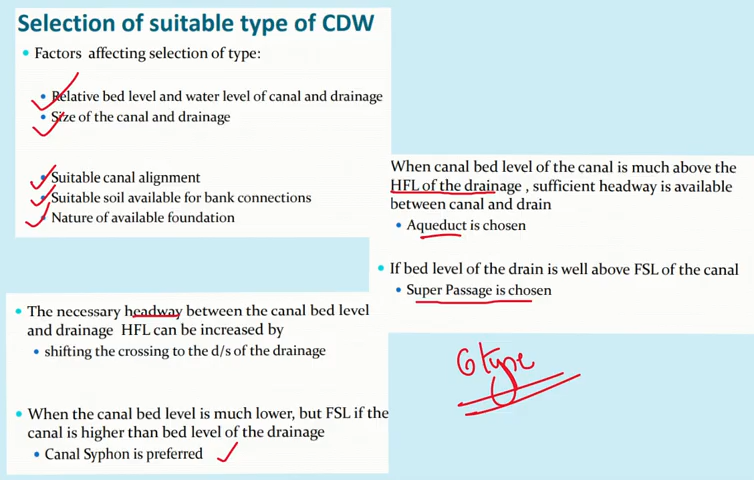 Selection of suitable type of CDW
Factors affecting selection of type:
Relative bed level and water level of canal and drainage
Size of the canal and drainage
Suitable canal alignment
Suitable soil available for bank connections
Nature of available foundation
The necessary headway between the canal bed level
and drainage HFL can be increased by
shifting the crossing to the d/s of the drainage
When the canal bed level is much lower, but FSL if the
canal is higher than bed level of the drainage
Canal Syphon is preferred
When canal bed level of the canal is much above the
HFL of the drainage , sufficient headway is available
between canal and drain
Aqueduct is chosen
If bed level of the drain is well above FSL of the canal
Super Passage is chosen
6 type